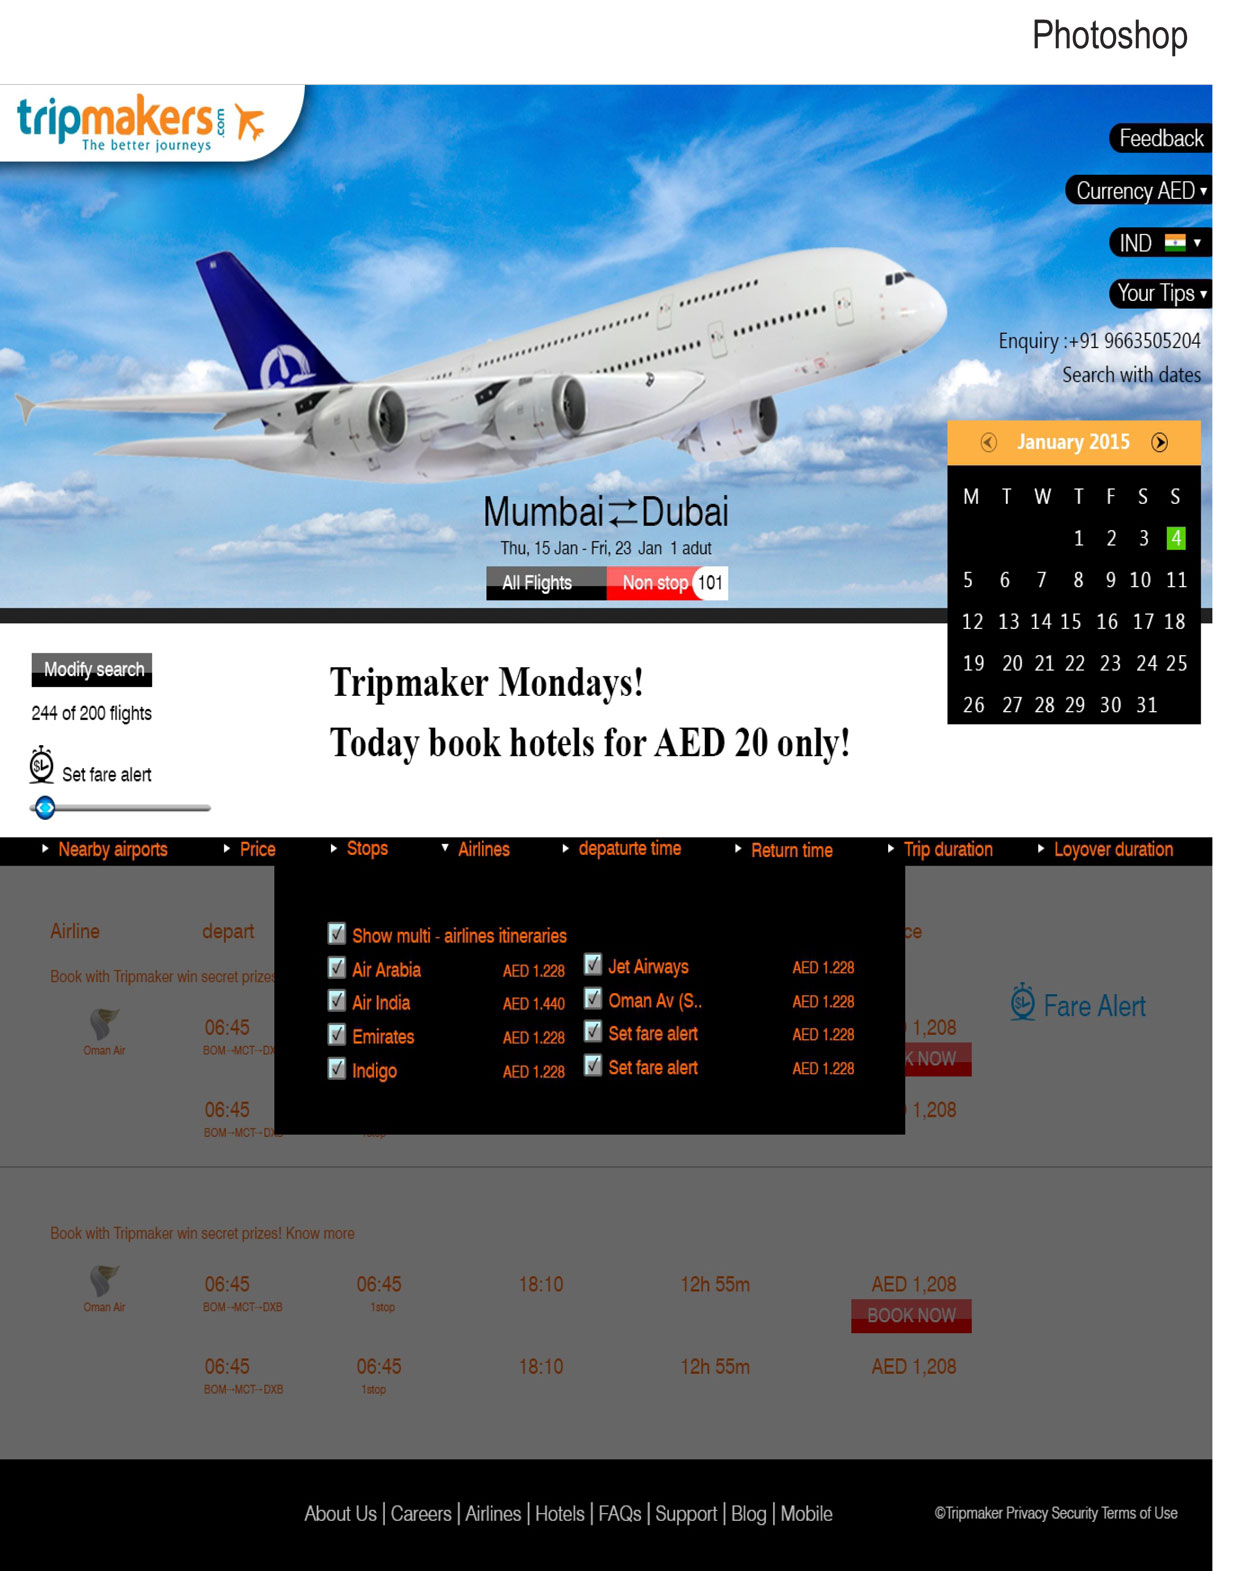 Photoshop
tripmakers.com
The better journeys
Feedback
Currency AED
IND
Your Tips
Enquiry :+91 9663505204
Search with dates
January 2015
M T W T F S S
1 2 3 4
5 6 7 8 9 10 11
12 13 14 15 16 17 18
19 20 21 22 23 24 25
26 27 28 29 30 31
Mumbai⇄Dubai
Thu, 15 Jan - Fri, 23 Jan 1 adut
All Flights Non stop 101
Modify search
244 of 200 flights
Set fare alert
Tripmaker Mondays!
Today book hotels for AED 20 only!
Nearby airports Price Stops Airlines depaturte time Return time Trip duration Loyover duration
Airline depart ce
Book with Tripmaker win secret prizes
Show multi - airlines itineraries
Air Arabia AED 1.228 Jet Airways AED 1.228
Air India AED 1.440 Oman Av (S.. AED 1.228
Emirates AED 1.228 Set fare alert AED 1.228
Indigo AED 1.228 Set fare alert AED 1.228
06:45 1,208
Oman Air BOM→MCT→DX
K NOW
Fare Alert
06:45 1,208
BOM→MCT→DXB 1stop
Book with Tripmaker win secret prizes! Know more
06:45 06:45 18:10 12h 55m AED 1,208
Oman Air BOM→MCT→DXB 1stop
BOOK NOW
06:45 06:45 18:10 12h 55m AED 1,208
BOM→MCT→DXB 1stop
About Us | Careers | Airlines | Hotels | FAQs | Support | Blog | Mobile
©Tripmaker Privacy Security Terms of Use